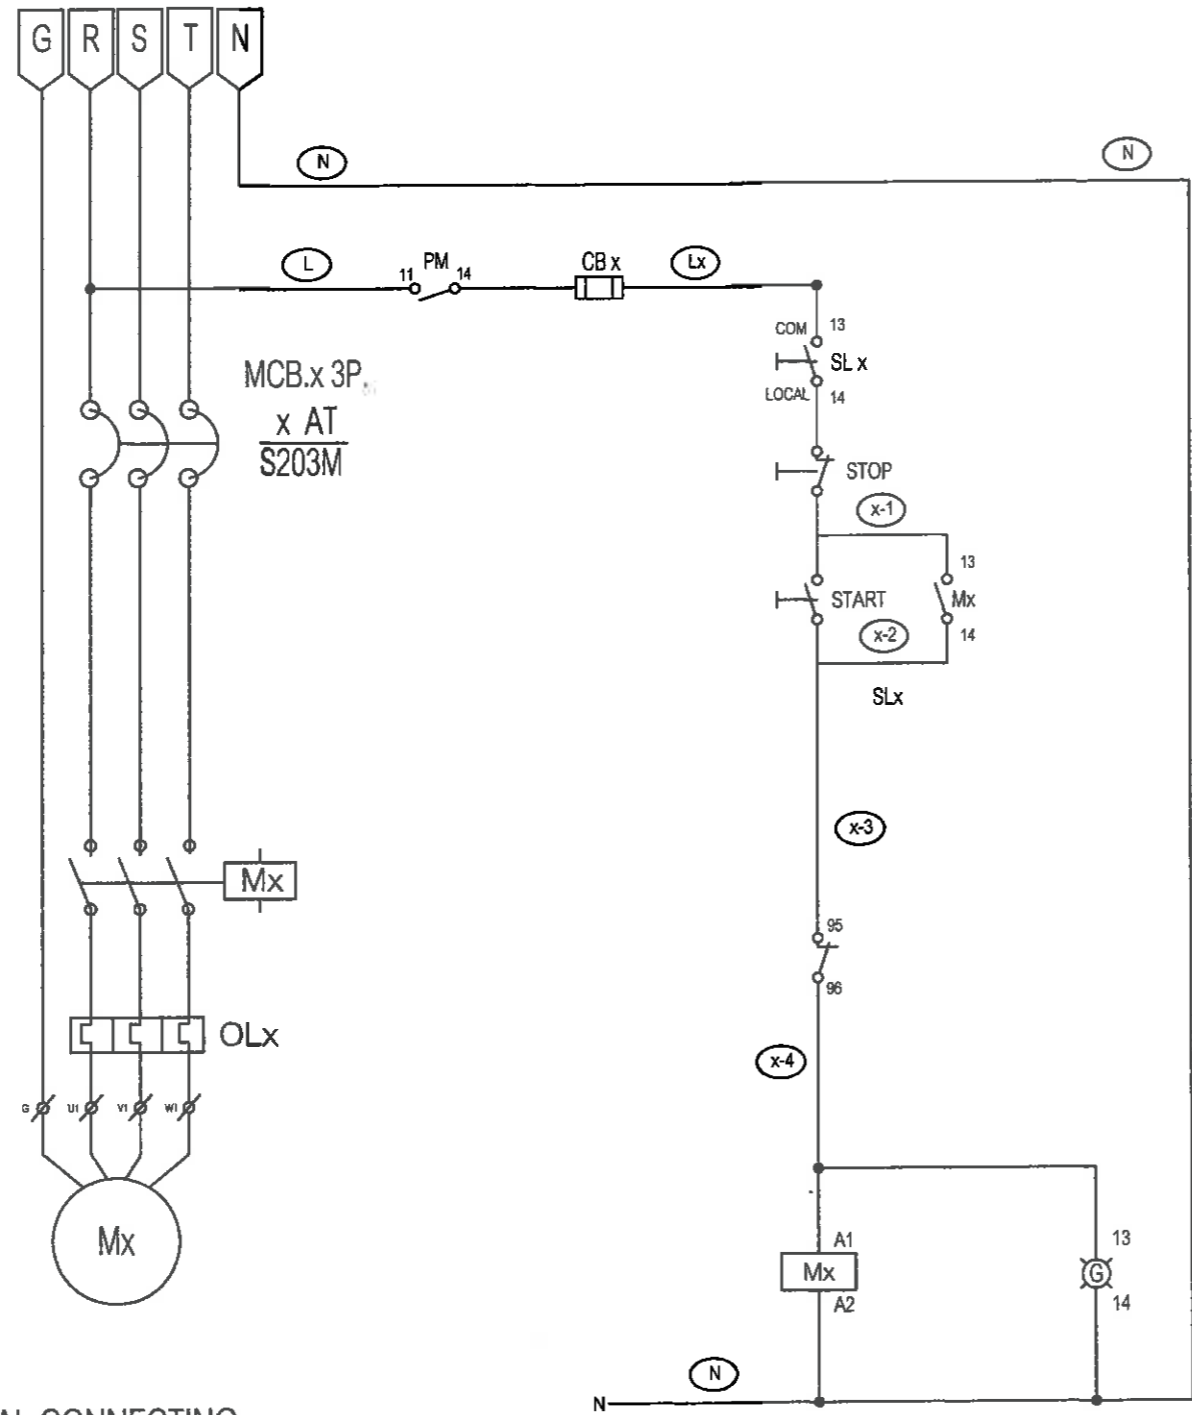 G R S T N
N
N
L
PM
11 14
CB x
Lx
MCB.x 3P
x AT
S203M
COM 13
SL x
LOCAL 14
STOP
x-1
13
START
Mx
x-2
14
SLx
x-3
Mx
95
96
OLx
x-4
G U1 V1 W1
Mx
A1
Mx
A2
13
G
14
N
N
CONNECTING